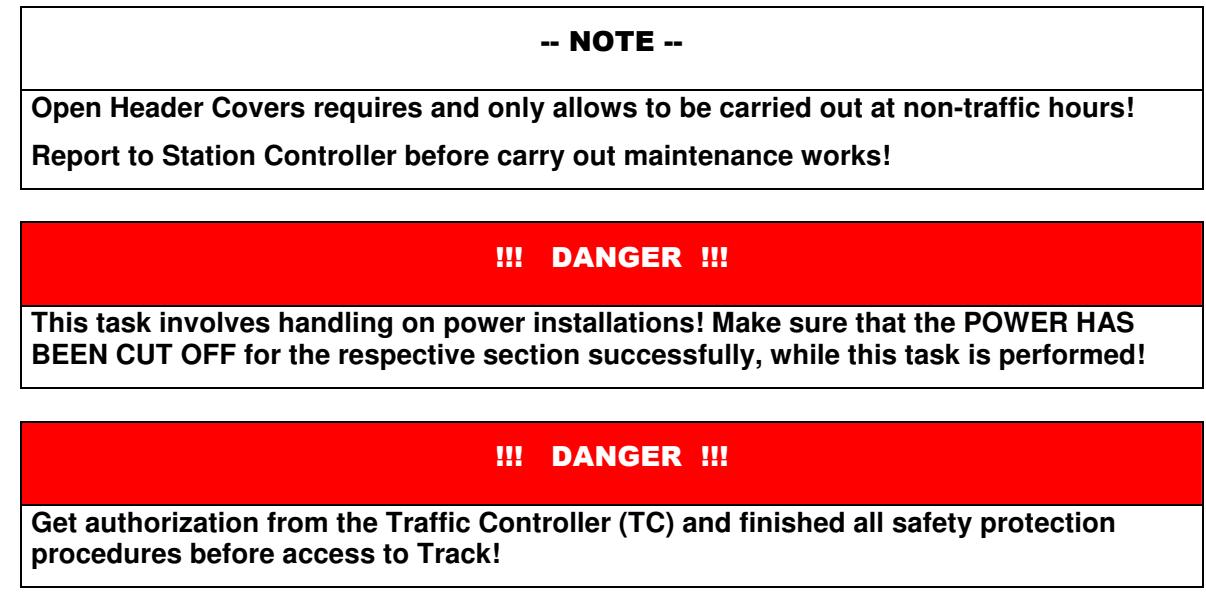 -- NOTE --
Open Header Covers requires and only allows to be carried out at non-traffic hours!
Report to Station Controller before carry out maintenance works!
!!! DANGER !!!
This task involves handling on power installations! Make sure that the POWER HAS
BEEN CUT OFF for the respective section successfully, while this task is performed!
!!! DANGER !!!
Get authorization from the Traffic Controller (TC) and finished all safety protection
procedures before access to Track!